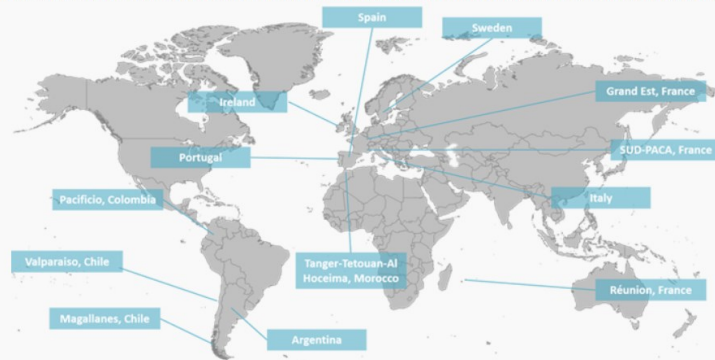 Spain
Sweden
Grand Est, France
Ireland
SUD-PACA, France
Portugal
Pacificio, Colombia
Italy
Valparaiso, Chile
Tanger-Tetouan-Al
Hoceima, Morocco
Réunion, France
Magallanes, Chile
Argentina